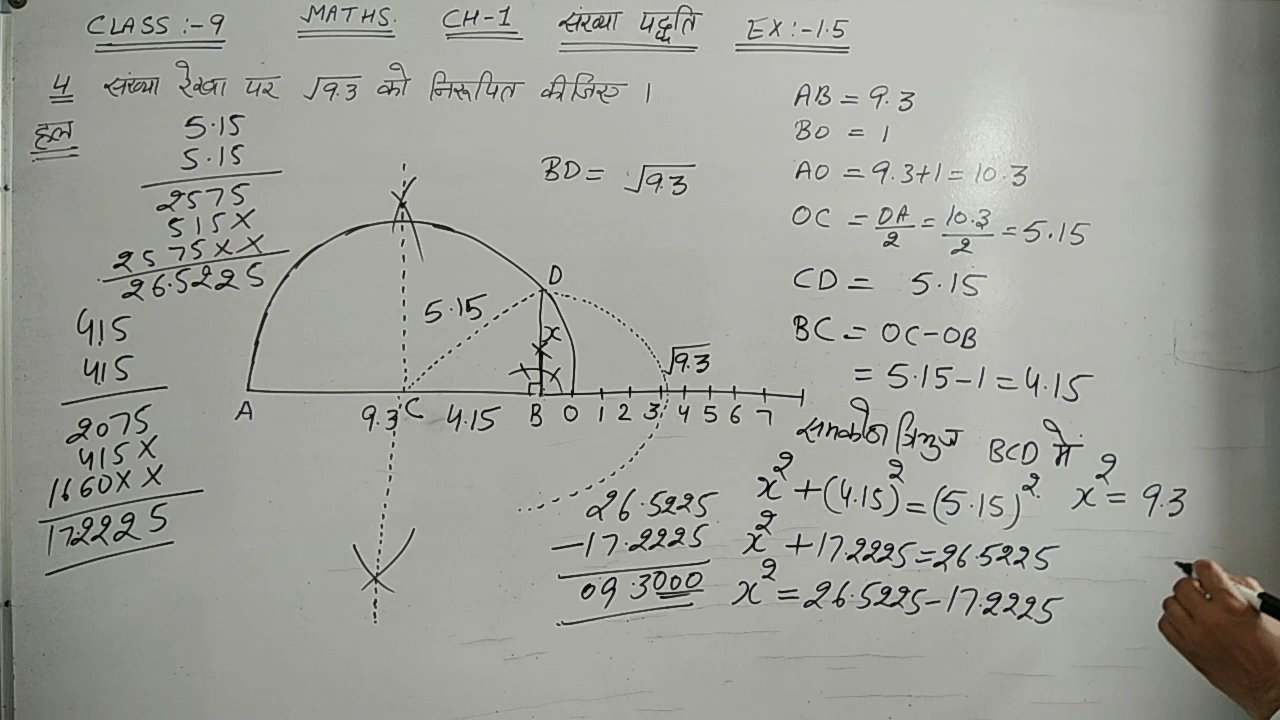 CLASS :- 9 MATHS. CH-1 संख्या पद्धति EX:- 1.5
4 संख्या रेखा पर √9.3 को निरूपित कीजिए ।
हल
5.15
5.15
2575
515X
2575XX
26.5225
415
415
2075
415X
1660XX
172225
BD = √9.3
D
5.15
x
√9.3
A 9.3 C 4.15 B 0 1 2 3 4 5 6 7
26.5225
-17.2225
09.3000
AB = 9.3
BO = 1
AO = 9.3+1 = 10.3
OC = OA/2 = 10.3/2 = 5.15
CD = 5.15
BC = OC-OB
= 5.15-1 = 4.15
समकोण त्रिभुज BCD में
x² + (4.15)² = (5.15)² x² = 9.3
x² + 17.2225 = 26.5225
x² = 26.5225-17.2225